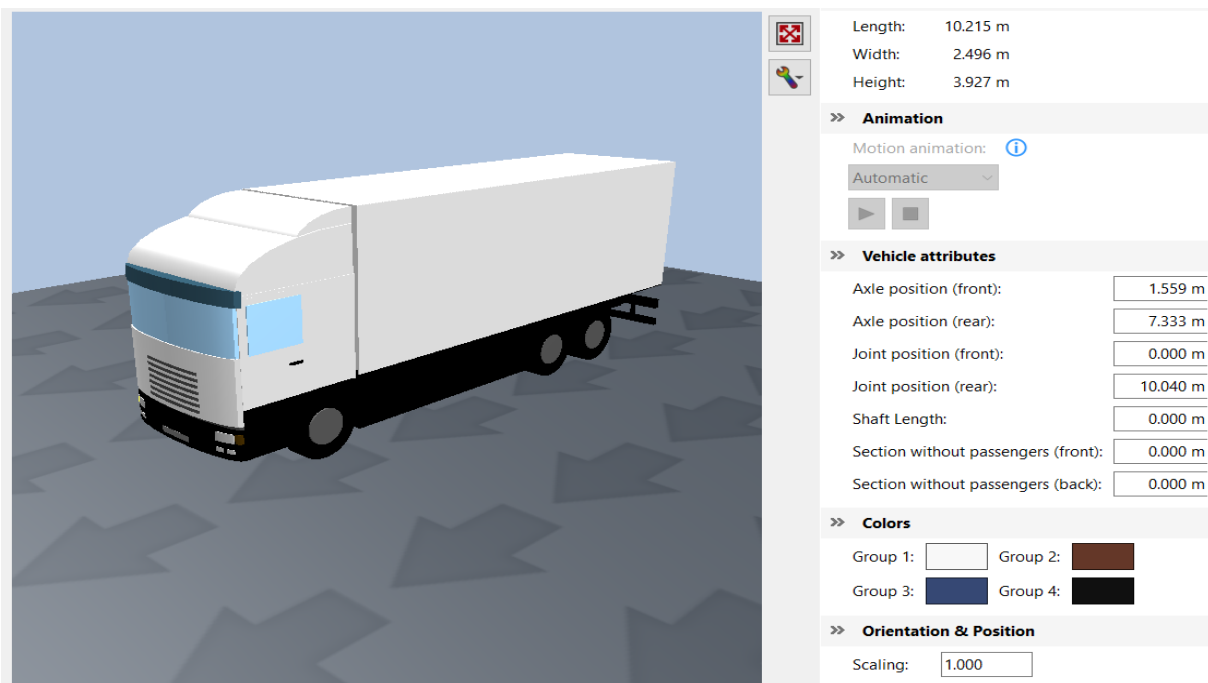 Length: 10.215 m
Width: 2.496 m
Height: 3.927 m
Animation
Motion animation:
Automatic
Vehicle attributes
Axle position (front): 1.559 m
Axle position (rear): 7.333 m
Joint position (front): 0.000 m
Joint position (rear): 10.040 m
Shaft Length: 0.000 m
Section without passengers (front): 0.000 m
Section without passengers (back): 0.000 m
Colors
Group 1: Group 2:
Group 3: Group 4:
Orientation & Position
Scaling: 1.000